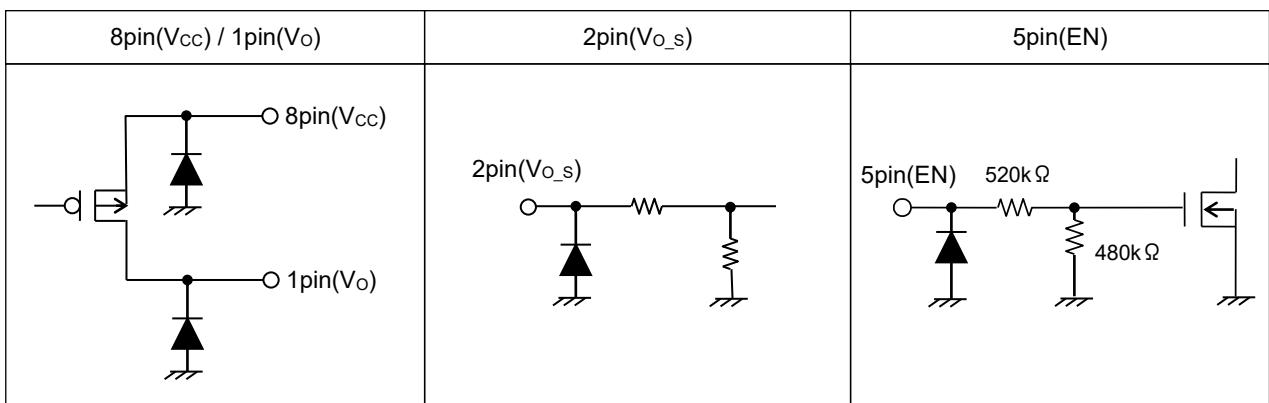 8pin(VCC) / 1pin(VO)
2pin(VO_S)
5pin(EN)
8pin(VCC)
1pin(VO)
2pin(VO_S)
5pin(EN)
520kΩ
480kΩ